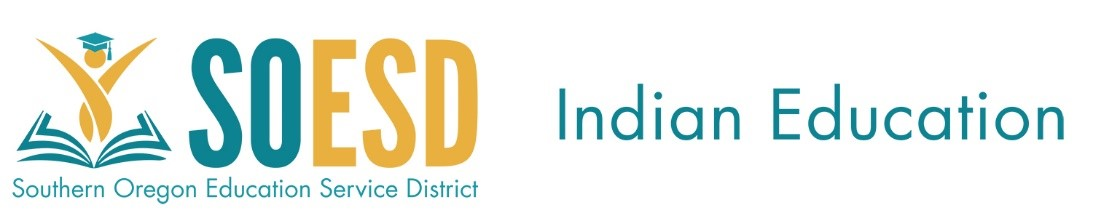 SOESD
Southern Oregon Education Service District
Indian Education